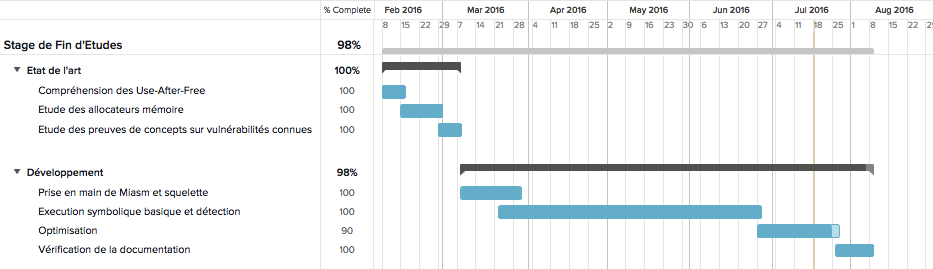 % Complete Feb 2016 Mar 2016 Apr 2016 May 2016 Jun 2016 Jul 2016 Aug 2016
8 15 22 29 7 14 21 28 4 11 18 25 2 9 16 23 30 6 13 20 27 4 11 18 25 1 8 15 22 29
Stage de Fin d'Etudes 98%
Etat de l'art 100%
Compréhension des Use-After-Free 100
Etude des allocateurs mémoire 100
Etude des preuves de concepts sur vulnérabilités connues 100
Développement 98%
Prise en main de Miasm et squelette 100
Execution symbolique basique et détection 100
Optimisation 90
Vérification de la documentation 100